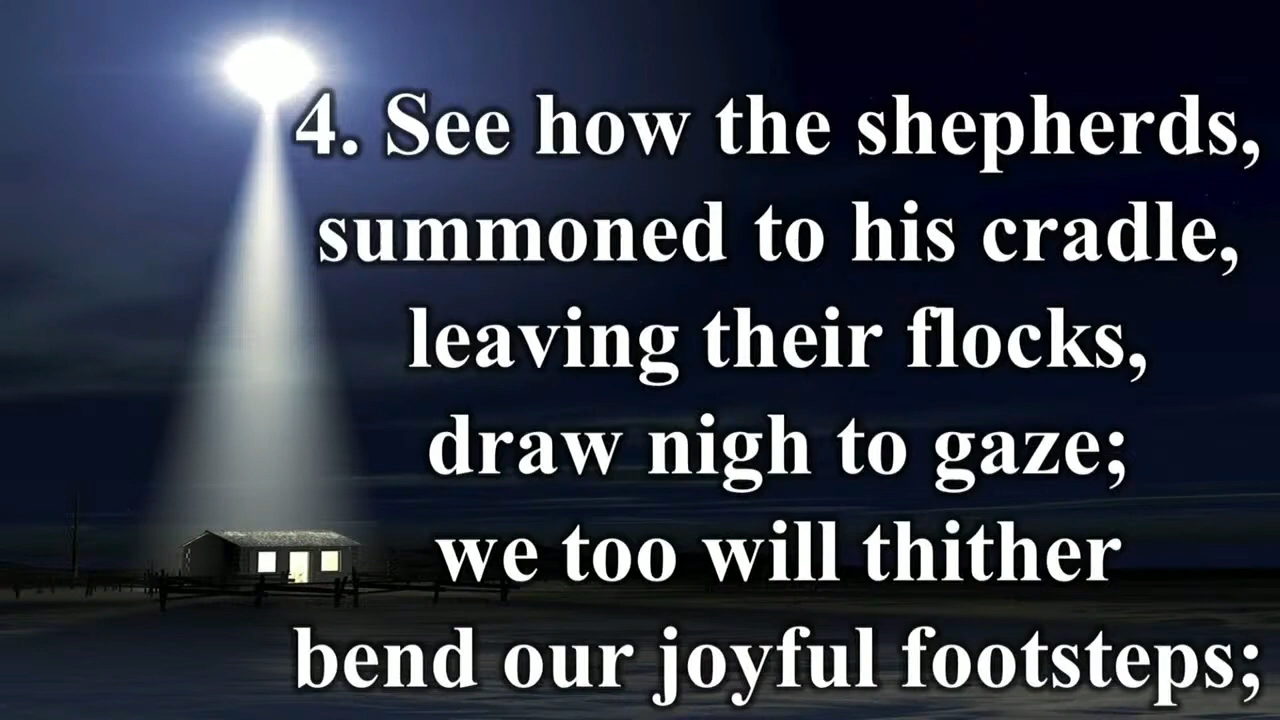 4. See how the shepherds,
summoned to his cradle,
leaving their flocks,
draw nigh to gaze;
we too will thither
bend our joyful footsteps;